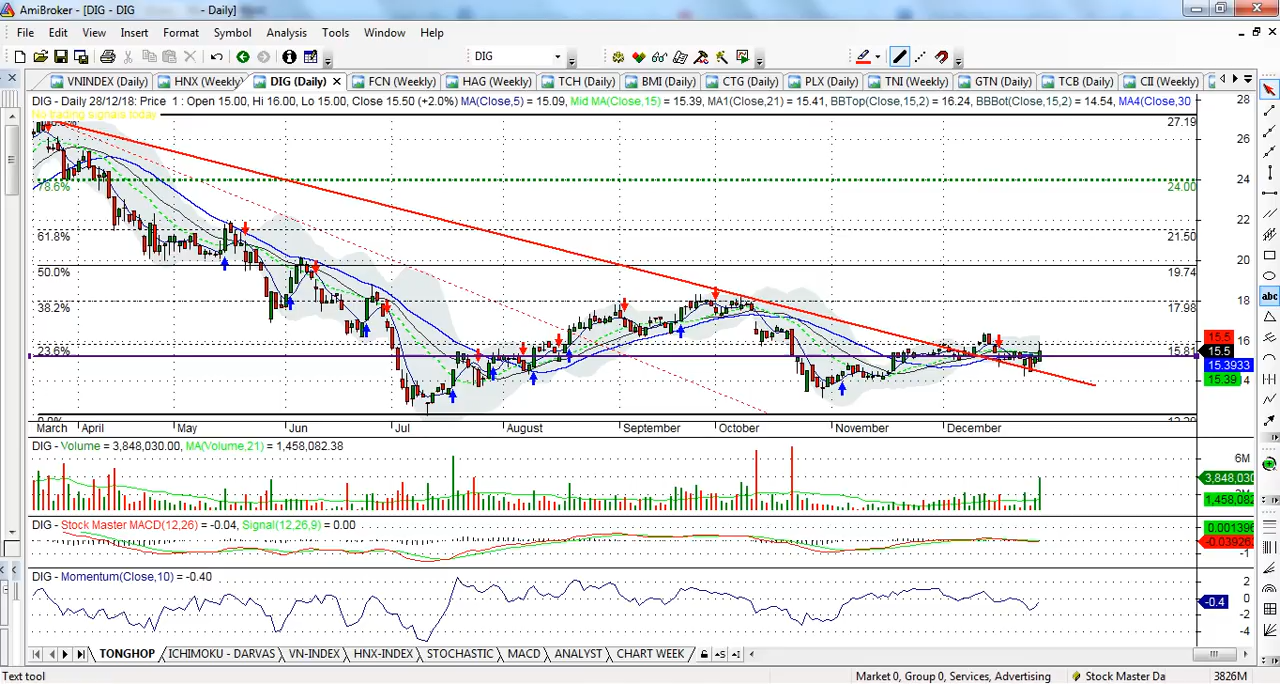 AmiBroker - [DIG - DIG - Daily]
File Edit View Insert Format Symbol Analysis Tools Window Help
DIG
VNINDEX (Daily) HNX (Weekly) DIG (Daily) FCN (Weekly) HAG (Weekly) TCH (Daily) BMI (Daily) CTG (Daily) PLX (Daily) TNI (Weekly) GTN (Daily) TCB (Daily) CII (Weekly)
DIG - Daily 28/12/18: Price 1 : Open 15.00, Hi 16.00, Lo 15.00, Close 15.50 (+2.0%) MA(Close,5) = 15.09, Mid MA(Close,15) = 15.39, MA1(Close,21) = 15.41, BBTop(Close,15,2) = 16.24, BBBot(Close,15,2) = 14.54, MA4(Close,30
28
No trading signals today
27.19
26
24
78.6%
24.00
22
61.8%
21.50
20
50.0%
19.74
18
38.2%
17.98
16
15.5
23.6%
15.81
15.5
15.3933
15.39
14
abc
March April May Jun Jul August September October November December
DIG - Volume = 3,848,030.00, MA(Volume,21) = 1,458,082.38
6M
3,848,030
1,458,082
DIG - Stock Master MACD(12,26) = -0.04, Signal(12,26,9) = 0.00
0.001396
-0.03926
-1
DIG - Momentum(Close,10) = -0.40
2
0
-0.4
-2
-4
TONGHOP ICHIMOKU - DARVAS VN-INDEX HNX-INDEX STOCHASTIC MACD ANALYST CHART WEEK
Text tool
Market 0, Group 0, Services, Advertising
Stock Master Da
3826M